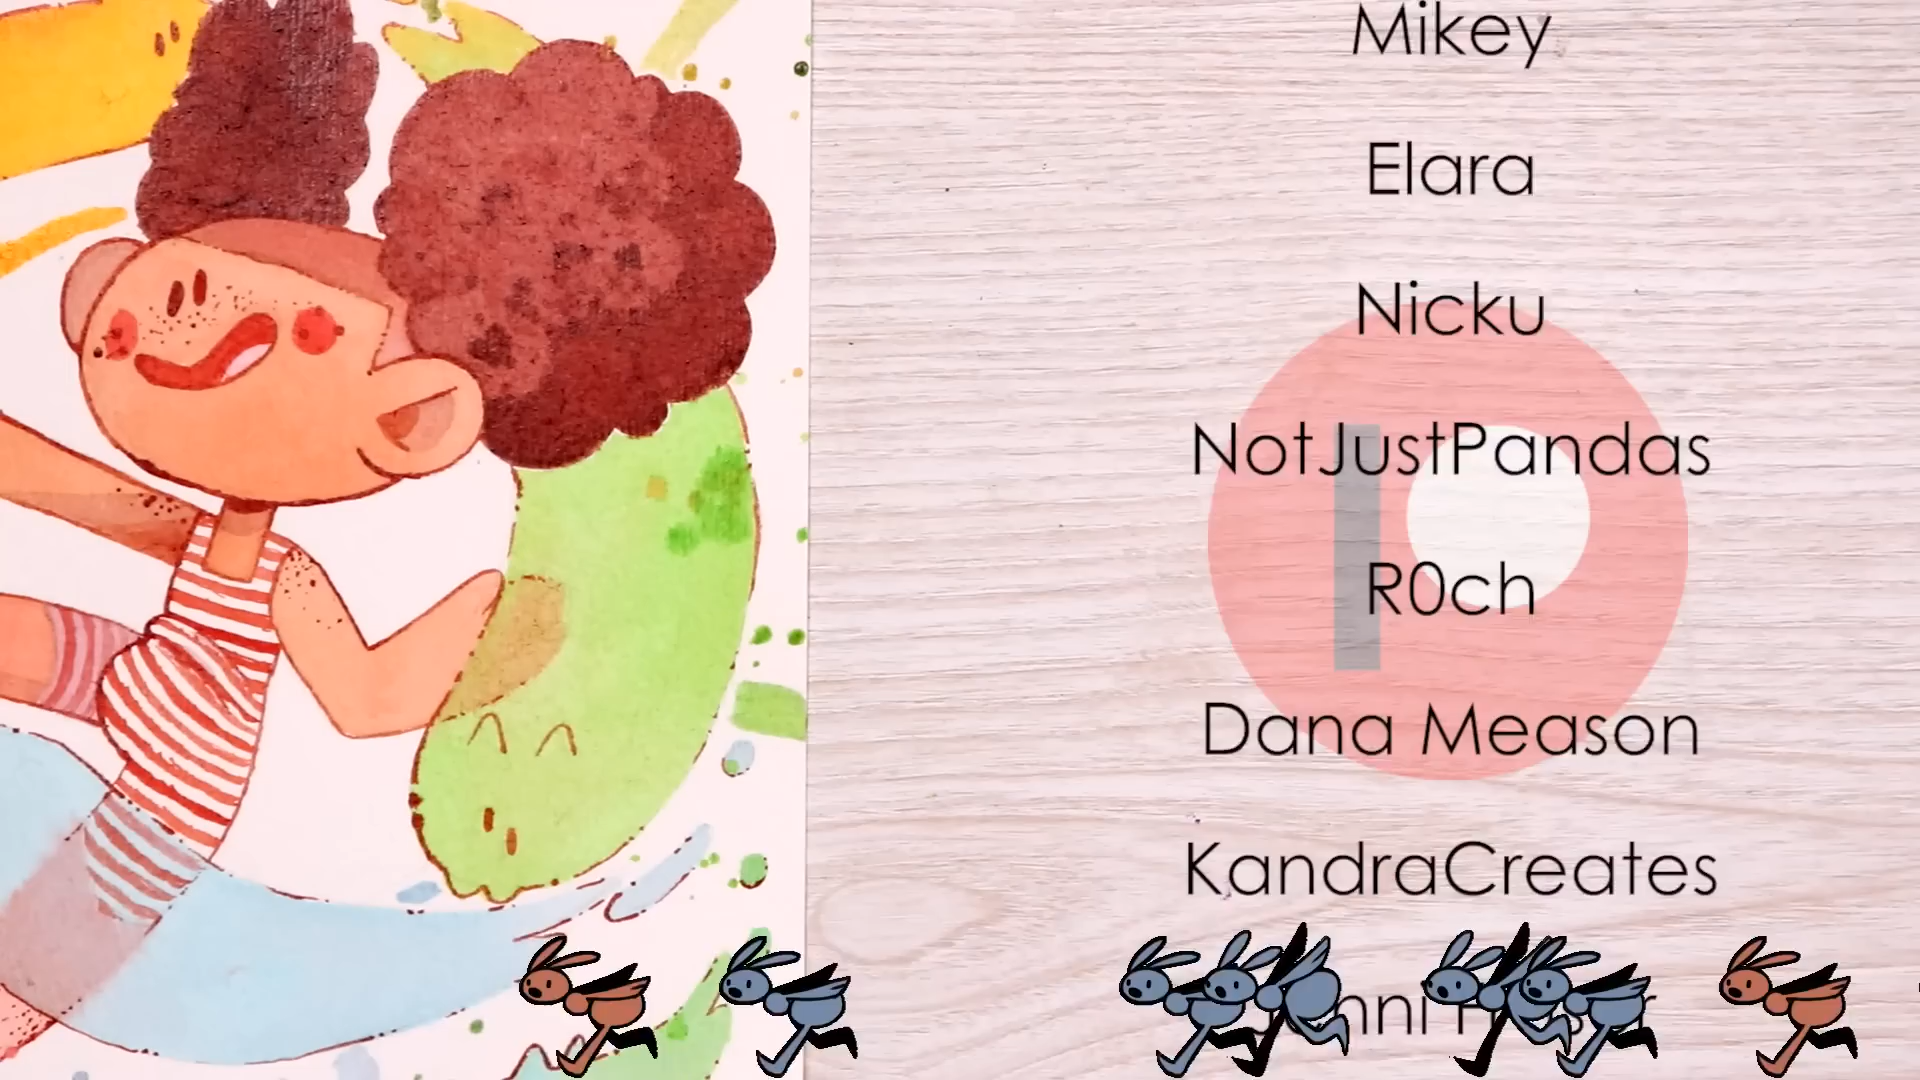 Mikey
Elara
Nicku
NotJustPandas
R0ch
Dana Meason
KandraCreates